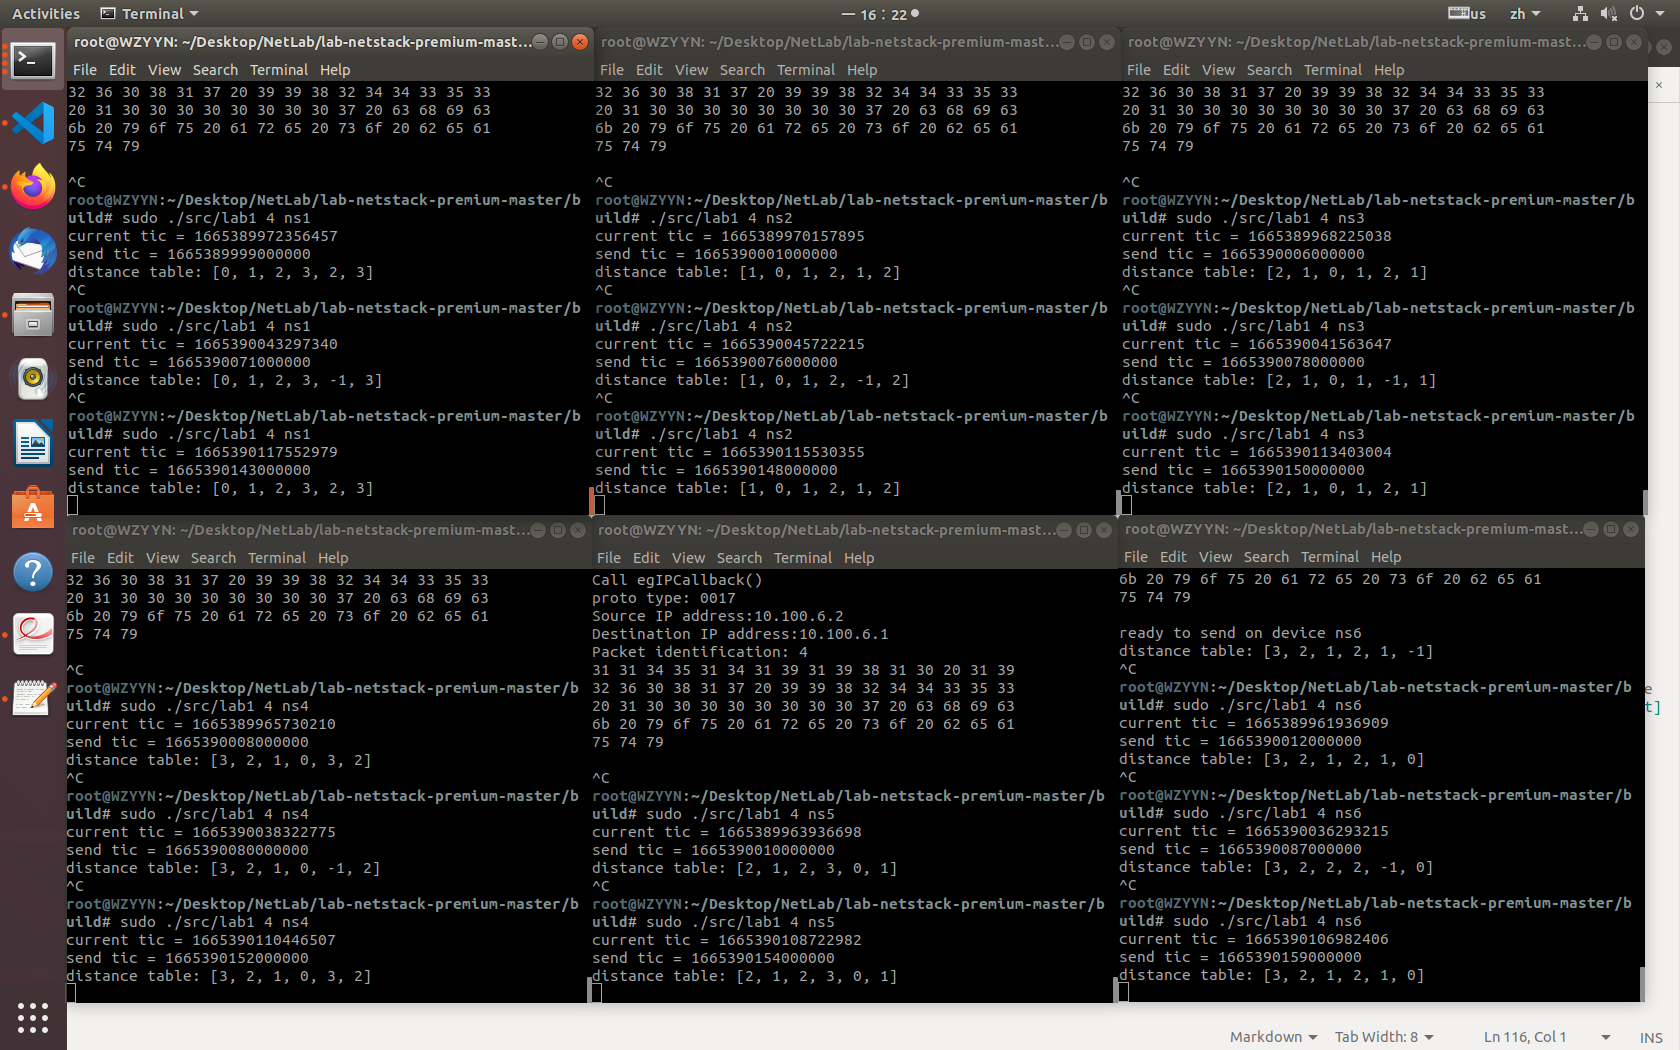 Activities Terminal 一 16：22 us zh
root@WZYYN: ~/Desktop/NetLab/lab-netstack-premium-mast...
File Edit View Search Terminal Help
32 36 30 38 31 37 20 39 39 38 32 34 34 33 35 33
20 31 30 30 30 30 30 30 30 37 20 63 68 69 63
6b 20 79 6f 75 20 61 72 65 20 73 6f 20 62 65 61
75 74 79
^C
root@WZYYN:~/Desktop/NetLab/lab-netstack-premium-master/b
uild# sudo ./src/lab1 4 ns1
current tic = 1665389972356457
send tic = 1665389999000000
distance table: [0, 1, 2, 3, 2, 3]
^C
root@WZYYN:~/Desktop/NetLab/lab-netstack-premium-master/b
uild# sudo ./src/lab1 4 ns1
current tic = 1665390043297340
send tic = 1665390071000000
distance table: [0, 1, 2, 3, -1, 3]
^C
root@WZYYN:~/Desktop/NetLab/lab-netstack-premium-master/b
uild# sudo ./src/lab1 4 ns1
current tic = 1665390117552979
send tic = 1665390143000000
distance table: [0, 1, 2, 3, 2, 3]
root@WZYYN: ~/Desktop/NetLab/lab-netstack-premium-mast...
File Edit View Search Terminal Help
32 36 30 38 31 37 20 39 39 38 32 34 34 33 35 33
20 31 30 30 30 30 30 30 30 37 20 63 68 69 63
6b 20 79 6f 75 20 61 72 65 20 73 6f 20 62 65 61
75 74 79
^C
root@WZYYN:~/Desktop/NetLab/lab-netstack-premium-master/b
uild# ./src/lab1 4 ns2
current tic = 1665389970157895
send tic = 1665390001000000
distance table: [1, 0, 1, 2, 1, 2]
^C
root@WZYYN:~/Desktop/NetLab/lab-netstack-premium-master/b
uild# ./src/lab1 4 ns2
current tic = 1665390045722215
send tic = 1665390076000000
distance table: [1, 0, 1, 2, -1, 2]
^C
root@WZYYN:~/Desktop/NetLab/lab-netstack-premium-master/b
uild# ./src/lab1 4 ns2
current tic = 1665390115530355
send tic = 1665390148000000
distance table: [1, 0, 1, 2, 1, 2]
root@WZYYN: ~/Desktop/NetLab/lab-netstack-premium-mast...
File Edit View Search Terminal Help
32 36 30 38 31 37 20 39 39 38 32 34 34 33 35 33
20 31 30 30 30 30 30 30 30 37 20 63 68 69 63
6b 20 79 6f 75 20 61 72 65 20 73 6f 20 62 65 61
75 74 79
^C
root@WZYYN:~/Desktop/NetLab/lab-netstack-premium-master/b
uild# sudo ./src/lab1 4 ns3
current tic = 1665389968225038
send tic = 1665390006000000
distance table: [2, 1, 0, 1, 2, 1]
^C
root@WZYYN:~/Desktop/NetLab/lab-netstack-premium-master/b
uild# sudo ./src/lab1 4 ns3
current tic = 1665390041563647
send tic = 1665390078000000
distance table: [2, 1, 0, 1, -1, 1]
^C
root@WZYYN:~/Desktop/NetLab/lab-netstack-premium-master/b
uild# sudo ./src/lab1 4 ns3
current tic = 1665390113403004
send tic = 1665390150000000
distance table: [2, 1, 0, 1, 2, 1]
root@WZYYN: ~/Desktop/NetLab/lab-netstack-premium-mast...
File Edit View Search Terminal Help
32 36 30 38 31 37 20 39 39 38 32 34 34 33 35 33
20 31 30 30 30 30 30 30 30 37 20 63 68 69 63
6b 20 79 6f 75 20 61 72 65 20 73 6f 20 62 65 61
75 74 79
^C
root@WZYYN:~/Desktop/NetLab/lab-netstack-premium-master/b
uild# sudo ./src/lab1 4 ns4
current tic = 1665389965730210
send tic = 1665390008000000
distance table: [3, 2, 1, 0, 3, 2]
^C
root@WZYYN:~/Desktop/NetLab/lab-netstack-premium-master/b
uild# sudo ./src/lab1 4 ns4
current tic = 1665390038322775
send tic = 1665390080000000
distance table: [3, 2, 1, 0, -1, 2]
^C
root@WZYYN:~/Desktop/NetLab/lab-netstack-premium-master/b
uild# sudo ./src/lab1 4 ns4
current tic = 1665390110446507
send tic = 1665390152000000
distance table: [3, 2, 1, 0, 3, 2]
root@WZYYN: ~/Desktop/NetLab/lab-netstack-premium-mast...
File Edit View Search Terminal Help
Call egIPCallback()
proto type: 0017
Source IP address:10.100.6.2
Destination IP address:10.100.6.1
Packet identification: 4
31 31 34 35 31 34 31 39 31 39 38 31 30 20 31 39
32 36 30 38 31 37 20 39 39 38 32 34 34 33 35 33
20 31 30 30 30 30 30 30 30 37 20 63 68 69 63
6b 20 79 6f 75 20 61 72 65 20 73 6f 20 62 65 61
75 74 79
^C
root@WZYYN:~/Desktop/NetLab/lab-netstack-premium-master/b
uild# sudo ./src/lab1 4 ns5
current tic = 1665389963936698
send tic = 1665390010000000
distance table: [2, 1, 2, 3, 0, 1]
^C
root@WZYYN:~/Desktop/NetLab/lab-netstack-premium-master/b
uild# sudo ./src/lab1 4 ns5
current tic = 1665390108722982
send tic = 1665390154000000
distance table: [2, 1, 2, 3, 0, 1]
root@WZYYN: ~/Desktop/NetLab/lab-netstack-premium-mast...
File Edit View Search Terminal Help
6b 20 79 6f 75 20 61 72 65 20 73 6f 20 62 65 61
75 74 79
ready to send on device ns6
distance table: [3, 2, 1, 2, 1, -1]
^C
root@WZYYN:~/Desktop/NetLab/lab-netstack-premium-master/b
uild# sudo ./src/lab1 4 ns6
current tic = 1665389961936909
send tic = 1665390012000000
distance table: [3, 2, 1, 2, 1, 0]
^C
root@WZYYN:~/Desktop/NetLab/lab-netstack-premium-master/b
uild# sudo ./src/lab1 4 ns6
current tic = 1665390036293215
send tic = 1665390087000000
distance table: [3, 2, 2, 2, -1, 0]
^C
root@WZYYN:~/Desktop/NetLab/lab-netstack-premium-master/b
uild# sudo ./src/lab1 4 ns6
current tic = 1665390106982406
send tic = 1665390159000000
distance table: [3, 2, 1, 2, 1, 0]
e
t]
Markdown Tab Width: 8 Ln 116, Col 1 INS